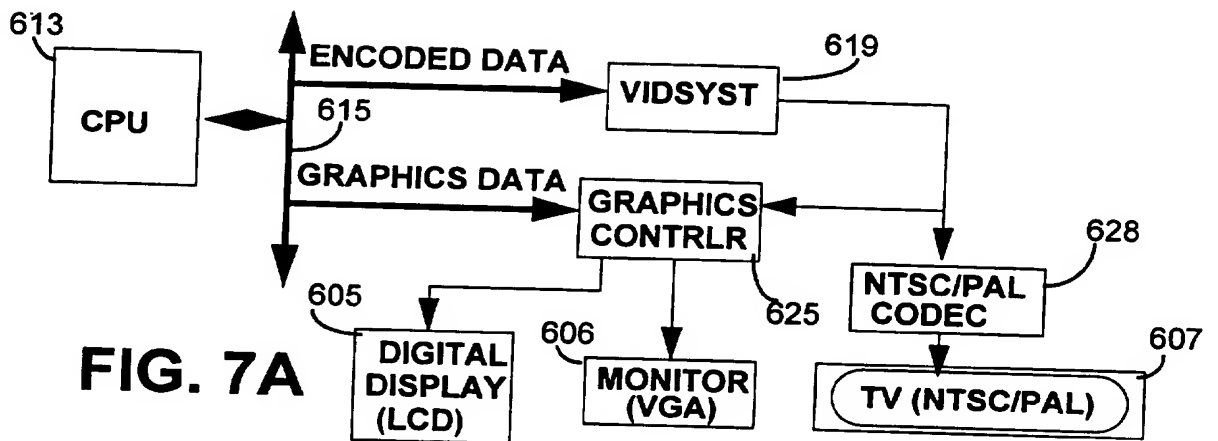 613
CPU
ENCODED DATA
615
619
VIDSYST
GRAPHICS DATA
GRAPHICS
CONTRLR
625
628
NTSC/PAL
CODEC
605
DIGITAL
DISPLAY
(LCD)
606
MONITOR
(VGA)
607
TV (NTSC/PAL)
FIG. 7A